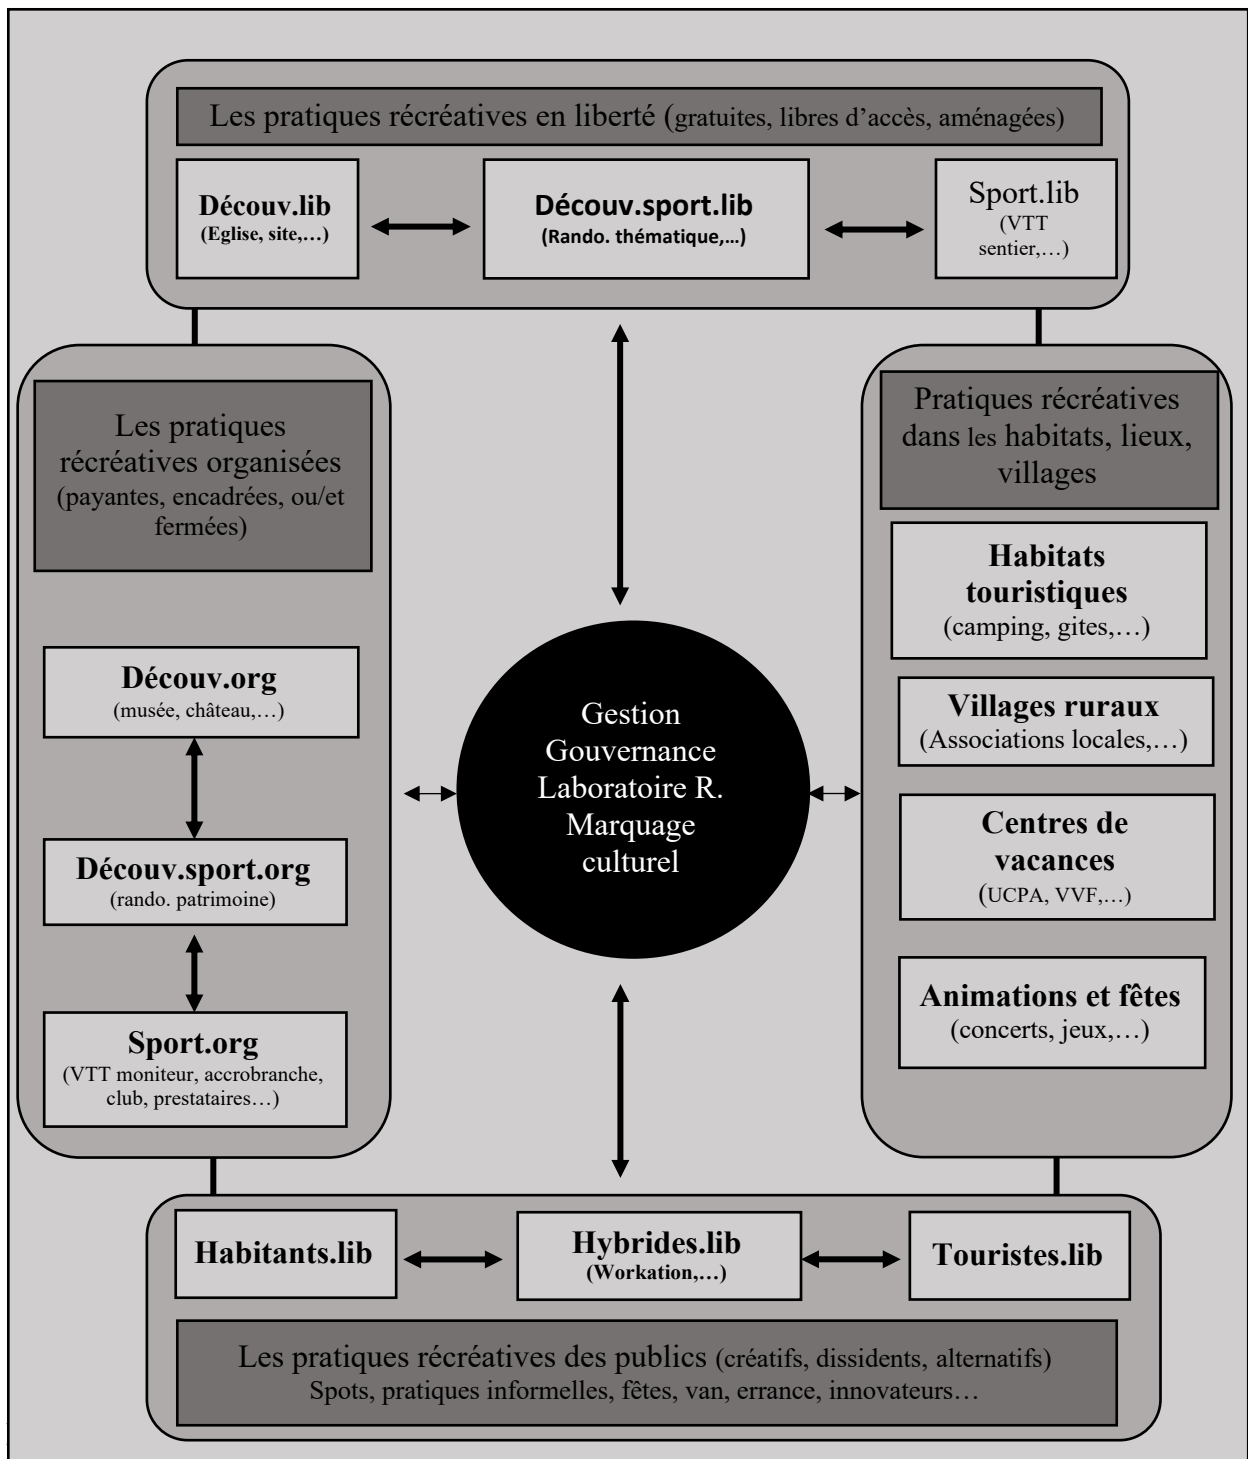 Les pratiques récréatives en liberté (gratuites, libres d’accès, aménagées)
Découv.lib
(Eglise, site,…)
Découv.sport.lib
(Rando. thématique,…)
Sport.lib
(VTT
sentier,…)
Les pratiques
récréatives organisées
(payantes, encadrées, ou/et
fermées)
Découv.org
(musée, château,…)
Découv.sport.org
(rando. patrimoine)
Sport.org
(VTT moniteur, accrobranche,
club, prestataires…)
Gestion
Gouvernance
Laboratoire R.
Marquage
culturel
Pratiques récréatives
dans les habitats, lieux,
villages
Habitats
touristiques
(camping, gites,…)
Villages ruraux
(Associations locales,…)
Centres de
vacances
(UCPA, VVF,…)
Animations et fêtes
(concerts, jeux,…)
Habitants.lib
Hybrides.lib
(Workation,…)
Touristes.lib
Les pratiques récréatives des publics (créatifs, dissidents, alternatifs)
Spots, pratiques informelles, fêtes, van, errance, innovateurs…